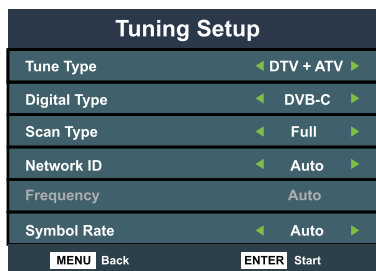 Tuning Setup
Tune Type DTV + ATV
Digital Type DVB-C
Scan Type Full
Network ID Auto
Frequency Auto
Symbol Rate Auto
MENU Back ENTER Start